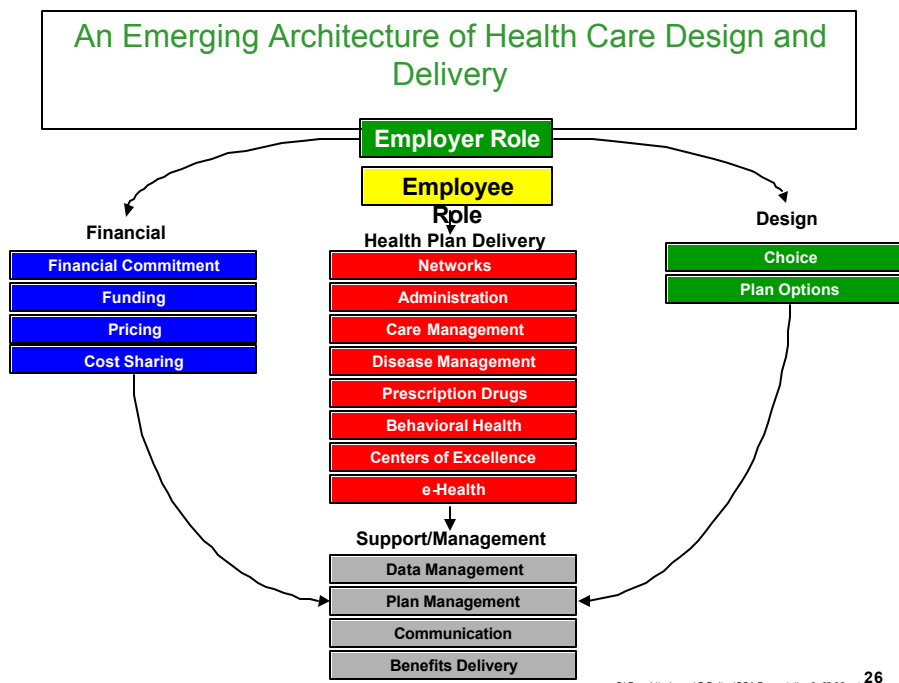 An Emerging Architecture of Health Care Design and
Delivery
Employer Role
Employee
Role
Financial
Financial Commitment
Funding
Pricing
Cost Sharing
Health Plan Delivery
Networks
Administration
Care Management
Disease Management
Prescription Drugs
Behavioral Health
Centers of Excellence
e-Health
Design
Choice
Plan Options
Support/Management
Data Management
Plan Management
Communication
Benefits Delivery
26